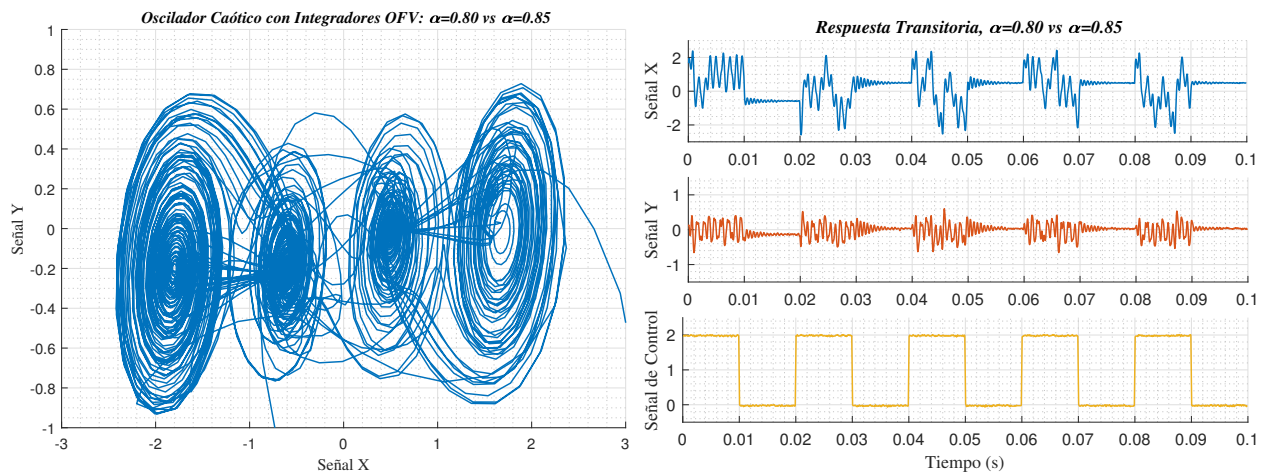 Oscilador Caótico con Integradores OFV: α=0.80 vs α=0.85
1
0.8
0.6
0.4
0.2
0
-0.2
-0.4
-0.6
-0.8
-1
Señal Y
-3 -2 -1 0 1 2 3
Señal X
Respuesta Transitoria, α=0.80 vs α=0.85
2
0
-2
Señal X
0 0.01 0.02 0.03 0.04 0.05 0.06 0.07 0.08 0.09 0.1
1
0
-1
Señal Y
0 0.01 0.02 0.03 0.04 0.05 0.06 0.07 0.08 0.09 0.1
2
1
0
Señal de Control
0 0.01 0.02 0.03 0.04 0.05 0.06 0.07 0.08 0.09 0.1
Tiempo (s)